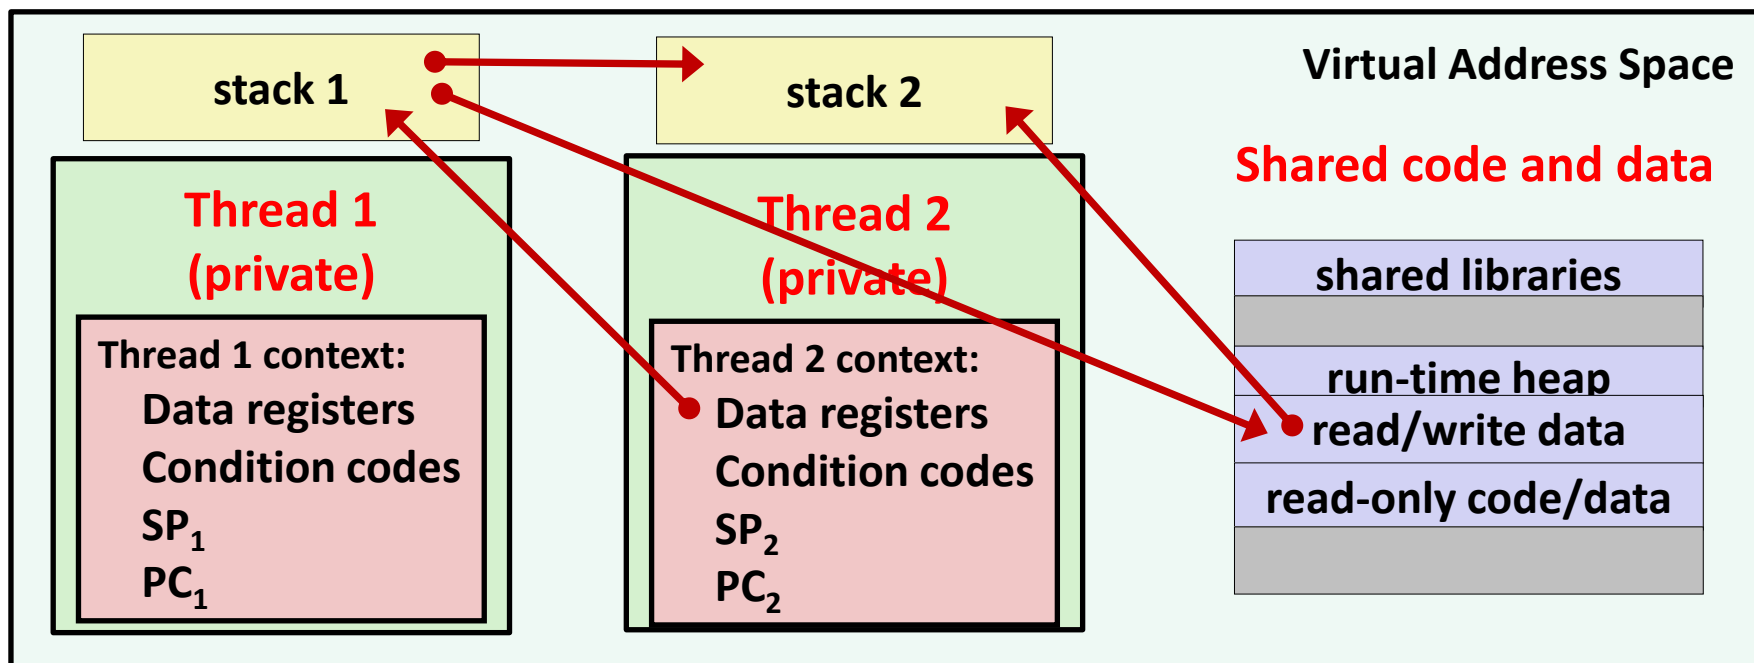 stack 1
stack 2
Virtual Address Space
Shared code and data
Thread 1
(private)
Thread 1 context:
Data registers
Condition codes
SP₁
PC₁
Thread 2
(private)
Thread 2 context:
Data registers
Condition codes
SP₂
PC₂
shared libraries
run-time heap
read/write data
read-only code/data